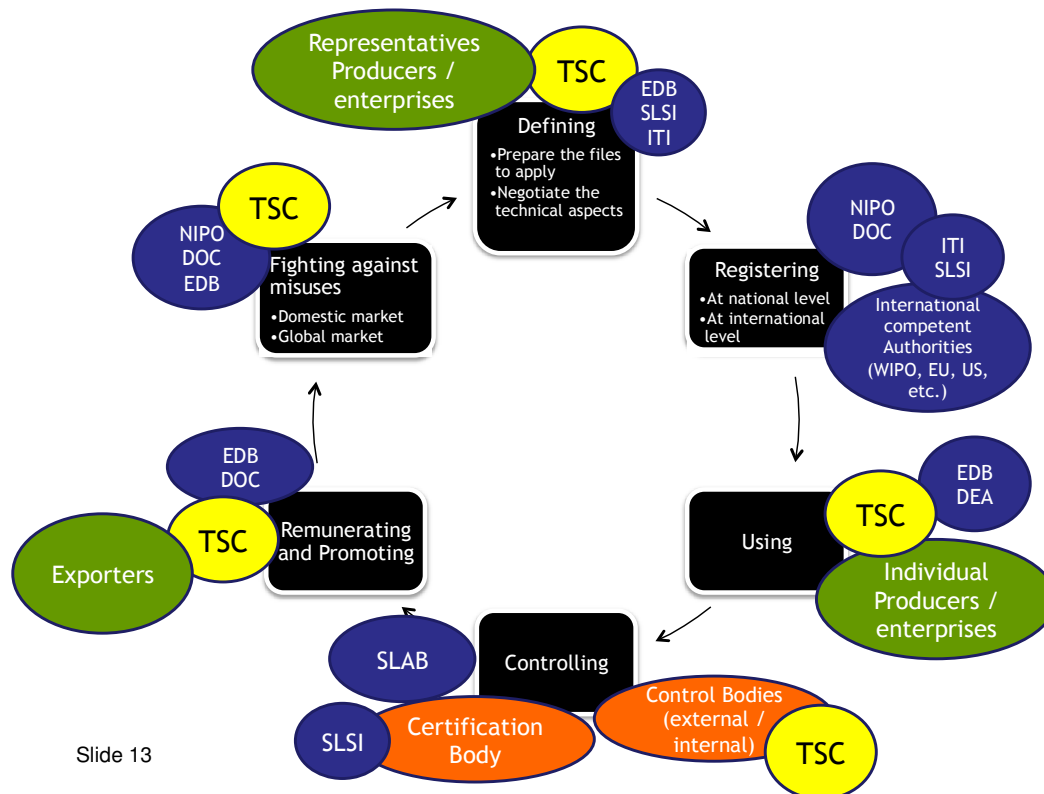 Representatives
Producers /
enterprises
TSC
EDB
SLSI
ITI
Defining
•Prepare the files
to apply
•Negotiate the
technical aspects
NIPO
DOC
ITI
SLSI
Registering
•At national level
•At international
level
International
competent
Authorities
(WIPO, EU, US,
etc.)
TSC
EDB
DEA
Using
Individual
Producers /
enterprises
Controlling
Control Bodies
(external /
internal)
TSC
Certification
Body
SLAB
SLSI
Remunerating
and Promoting
EDB
DOC
TSC
Exporters
TSC
NIPO
DOC
EDB
Fighting against
misuses
•Domestic market
•Global market
Slide 13